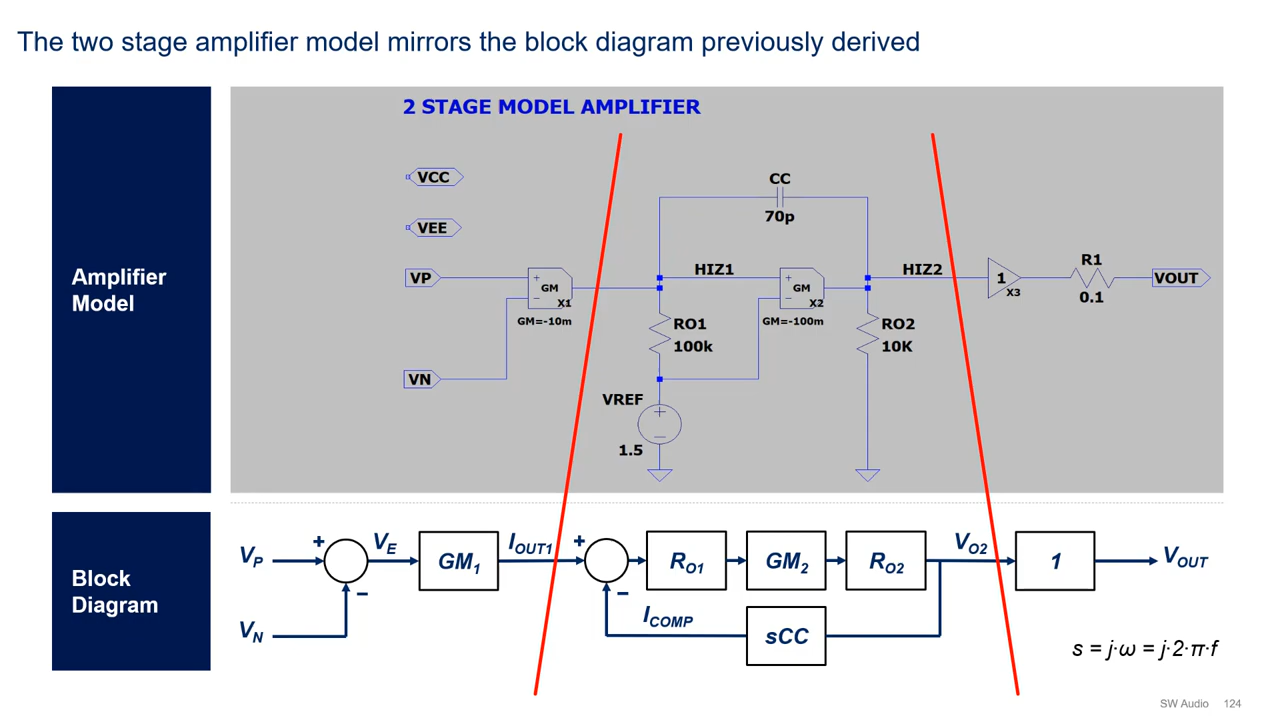 The two stage amplifier model mirrors the block diagram previously derived
Amplifier
Model
2 STAGE MODEL AMPLIFIER
VCC
VEE
VP
VN
+
GM
−
X1
GM=-10m
CC
70p
HIZ1
RO1
100k
VREF
+
−
1.5
+
GM
−
X2
GM=-100m
HIZ2
RO2
10K
1
X3
R1
0.1
VOUT
Block
Diagram
VP
+
−
VN
VE
GM1
IOUT1
+
−
RO1
GM2
RO2
VO2
1
VOUT
ICOMP
sCC
s = j·ω = j·2·π·f
SW Audio 124